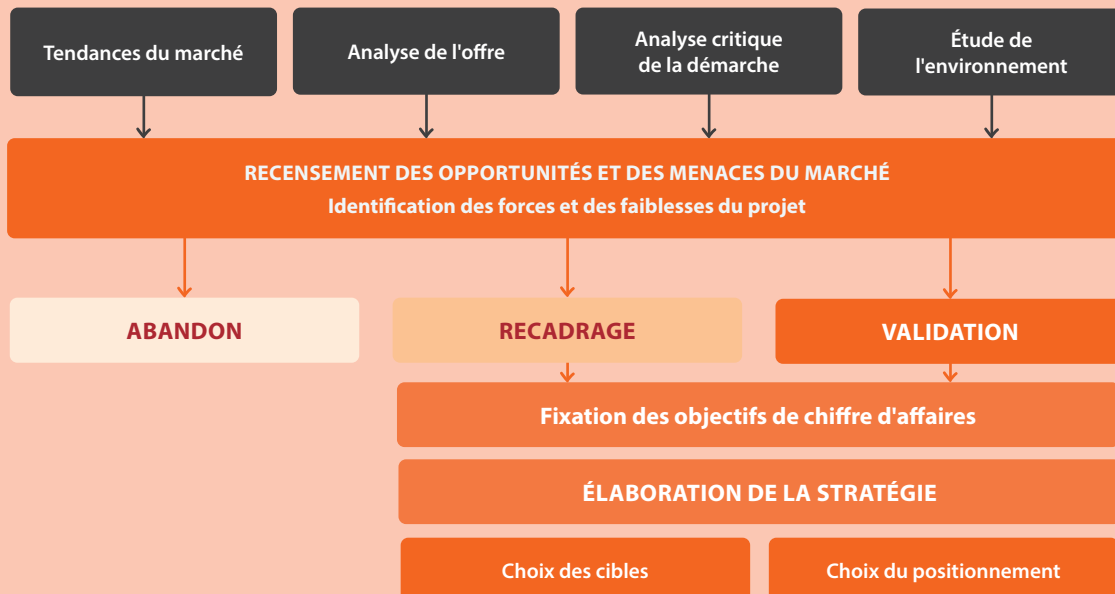 Tendances du marché
Analyse de l'offre
Analyse critique
de la démarche
Étude de
l'environnement
RECENSEMENT DES OPPORTUNITÉS ET DES MENACES DU MARCHÉ
Identification des forces et des faiblesses du projet
ABANDON
RECADRAGE
VALIDATION
Fixation des objectifs de chiffre d'affaires
ÉLABORATION DE LA STRATÉGIE
Choix des cibles
Choix du positionnement